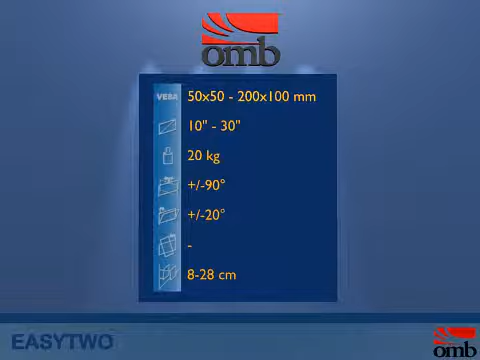 omb
VESA 50x50 - 200x100 mm
10" - 30"
20 kg
+/-90°
+/-20°
-
8-28 cm
EASYTWO
omb